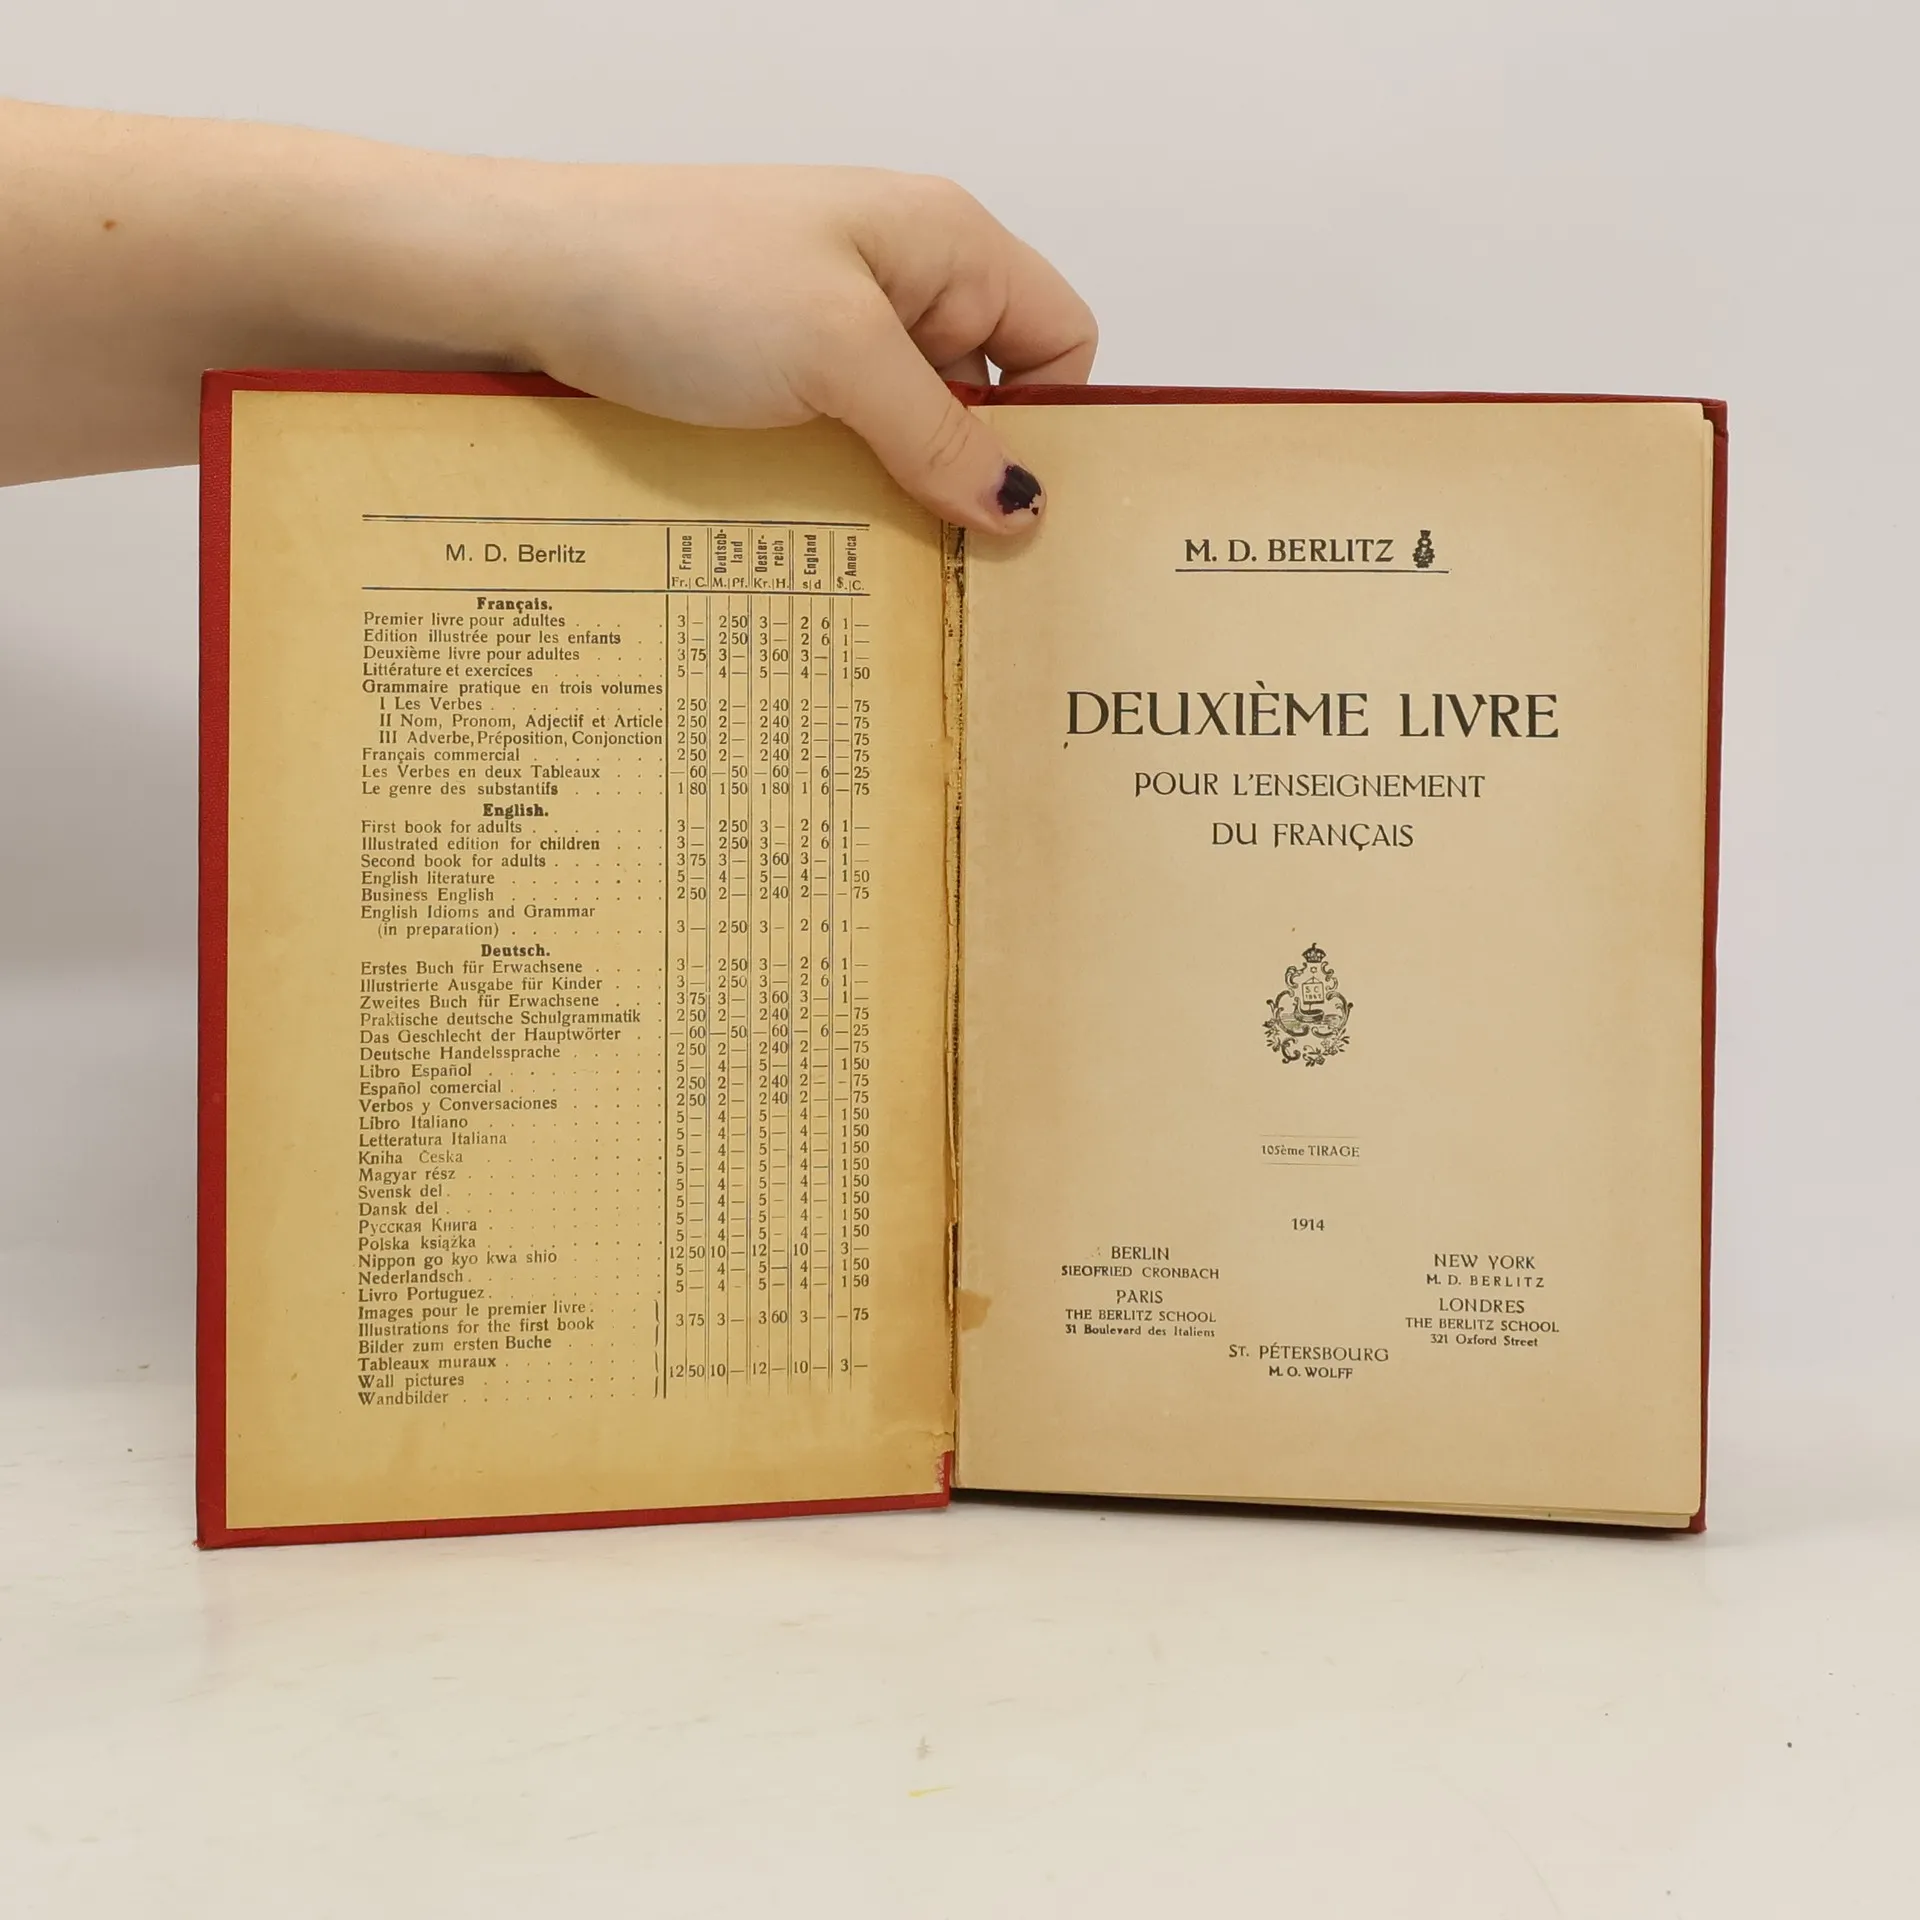 M. D. Berlitz
France
Deutsch-
land
Oester-
reich
England
America
Fr. C. M. Pf. Kr. H. s d $. C.
Français.
Premier livre pour adultes . . . . 3 — 2 50 3 — 2 6 1 —
Edition illustrée pour les enfants . . 3 — 2 50 3 — 2 6 1 —
Deuxième livre pour adultes . . . . 3 75 3 — 3 60 3 — 1 —
Littérature et exercices . . . . . . 5 — 4 — 5 — 4 — 1 50
Grammaire pratique en trois volumes
I Les Verbes . . . . . . . . . 2 50 2 — 2 40 2 — — 75
II Nom, Pronom, Adjectif et Article 2 50 2 — 2 40 2 — — 75
III Adverbe, Préposition, Conjonction 2 50 2 — 2 40 2 — — 75
Français commercial . . . . . . . 2 50 2 — 2 40 2 — — 75
Les Verbes en deux Tableaux . . . — 60 — 50 — 60 — 6 — 25
Le genre des substantifs . . . . . 1 80 1 50 1 80 1 6 — 75
English.
First book for adults . . . . . . . 3 — 2 50 3 — 2 6 1 —
Illustrated edition for children . . . 3 — 2 50 3 — 2 6 1 —
Second book for adults . . . . . . 3 75 3 — 3 60 3 — 1 —
English literature . . . . . . . . 5 — 4 — 5 — 4 — 1 50
Business English . . . . . . . . 2 50 2 — 2 40 2 — — 75
English Idioms and Grammar
(in preparation) . . . . . . . . 3 — 2 50 3 — 2 6 1 —
Deutsch.
Erstes Buch für Erwachsene . . . . 3 — 2 50 3 — 2 6 1 —
Illustrierte Ausgabe für Kinder . . . 3 — 2 50 3 — 2 6 1 —
Zweites Buch für Erwachsene . . . 3 75 3 — 3 60 3 — 1 —
Praktische deutsche Schulgrammatik . 2 50 2 — 2 40 2 — — 75
Das Geschlecht der Hauptwörter . . — 60 — 50 — 60 — 6 — 25
Deutsche Handelssprache . . . . . 2 50 2 — 2 40 2 — — 75
Libro Español . . . . . . . . . 5 — 4 — 5 — 4 — 1 50
Español comercial . . . . . . . . 2 50 2 — 2 40 2 — — 75
Verbos y Conversaciones . . . . . 2 50 2 — 2 40 2 — — 75
Libro Italiano . . . . . . . . . 5 — 4 — 5 — 4 — 1 50
Letteratura Italiana . . . . . . . 5 — 4 — 5 — 4 — 1 50
Kniha Česka . . . . . . . . . 5 — 4 — 5 — 4 — 1 50
Magyar rész . . . . . . . . . . 5 — 4 — 5 — 4 — 1 50
Svensk del . . . . . . . . . . . 5 — 4 — 5 — 4 — 1 50
Dansk del . . . . . . . . . . . 5 — 4 — 5 — 4 — 1 50
Русская Книга . . . . . . . . . 5 — 4 — 5 — 4 — 1 50
Polska książka . . . . . . . . . 5 — 4 — 5 — 4 — 1 50
Nippon go kyo kwa shio . . . . . 12 50 10 — 12 — 10 — 3 —
Nederlandsch . . . . . . . . . . 5 — 4 — 5 — 4 — 1 50
Livro Portuguez . . . . . . . . . 5 — 4 — 5 — 4 — 1 50
Images pour le premier livre . . .
Illustrations for the first book . . 3 75 3 — 3 60 3 — — 75
Bilder zum ersten Buche . . . .
Tableaux muraux . . . . . . .
Wall pictures . . . . . . . . 12 50 10 — 12 — 10 — 3 —
Wandbilder . . . . . . . . .
M. D. BERLITZ
DEUXIÈME LIVRE
POUR L'ENSEIGNEMENT
DU FRANÇAIS
105ème TIRAGE
1914
BERLIN
SIEGFRIED CRONBACH
PARIS
THE BERLITZ SCHOOL
31 Boulevard des Italiens
NEW YORK
M. D. BERLITZ
LONDRES
THE BERLITZ SCHOOL
321 Oxford Street
ST. PÉTERSBOURG
M. O. WOLFF